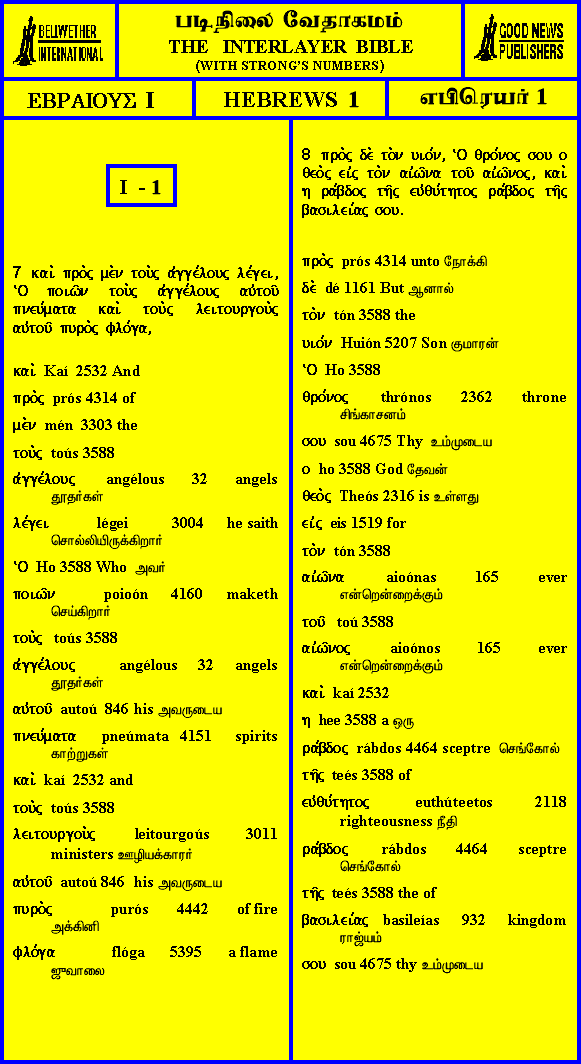 BELLWETHER
INTERNATIONAL
படிநிலை வேதாகமம்
THE INTERLAYER BIBLE
(WITH STRONG'S NUMBERS)
GOOD NEWS
PUBLISHERS
ΕΒΡΑΙΟΥΣ I
HEBREWS 1
எபிரெயர் 1
I - 1
7 καὶ πρὸς μὲν τοὺς ἀγγέλους λέγει,
Ὁ ποιῶν τοὺς ἀγγέλους αὐτοῦ
πνεύματα καὶ τοὺς λειτουργοὺς
αὐτοῦ πυρὸς φλόγα,
καὶ Kaí 2532 And
πρὸς prós 4314 of
μὲν mén 3303 the
τοὺς toús 3588
ἀγγέλους angélous 32 angels
தூதர்கள்
λέγει légei 3004 he saith
சொல்லியிருக்கிறார்
Ὁ Ho 3588 Who அவர்
ποιῶν poioón 4160 maketh
செய்கிறார்
τοὺς toús 3588
ἀγγέλους angélous 32 angels
தூதர்கள்
αὐτοῦ autoú 846 his அவருடைய
πνεύματα pneúmata 4151 spirits
காற்றுகள்
καὶ kaí 2532 and
τοὺς toús 3588
λειτουργοὺς leitourgoús 3011
ministers ஊழியக்காரர்
αὐτοῦ autoú 846 his அவருடைய
πυρὸς purós 4442 of fire
அக்கினி
φλόγα flóga 5395 a flame
ஜுவாலை
8 πρὸς δὲ τὸν υιόν, Ὁ θρόνος σου ο
θεὸς εἰς τὸν αἰῶνα τοῦ αἰῶνος, καὶ
η ράβδος τῆς εὐθύτητος ράβδος τῆς
βασιλείας σου.
πρὸς prós 4314 unto நோக்கி
δὲ dé 1161 But ஆனால்
τὸν tón 3588 the
υιόν Huión 5207 Son குமாரன்
Ὁ Ho 3588
θρόνος thrónos 2362 throne
சிங்காசனம்
σου sou 4675 Thy உம்முடைய
ο ho 3588 God தேவன்
θεὸς Theós 2316 is உள்ளது
εἰς eis 1519 for
τὸν tón 3588
αἰῶνα aioónas 165 ever
என்றென்றைக்கும்
τοῦ toú 3588
αἰῶνος aioónos 165 ever
என்றென்றைக்கும்
καὶ kaí 2532
η hee 3588 a ஒரு
ράβδος rábdos 4464 sceptre செங்கோல்
τῆς teés 3588 of
εὐθύτητος euthúteetos 2118
righteousness நீதி
ράβδος rábdos 4464 sceptre
செங்கோல்
τῆς teés 3588 the of
βασιλείας basileías 932 kingdom
ராஜ்யம்
σου sou 4675 thy உம்முடைய